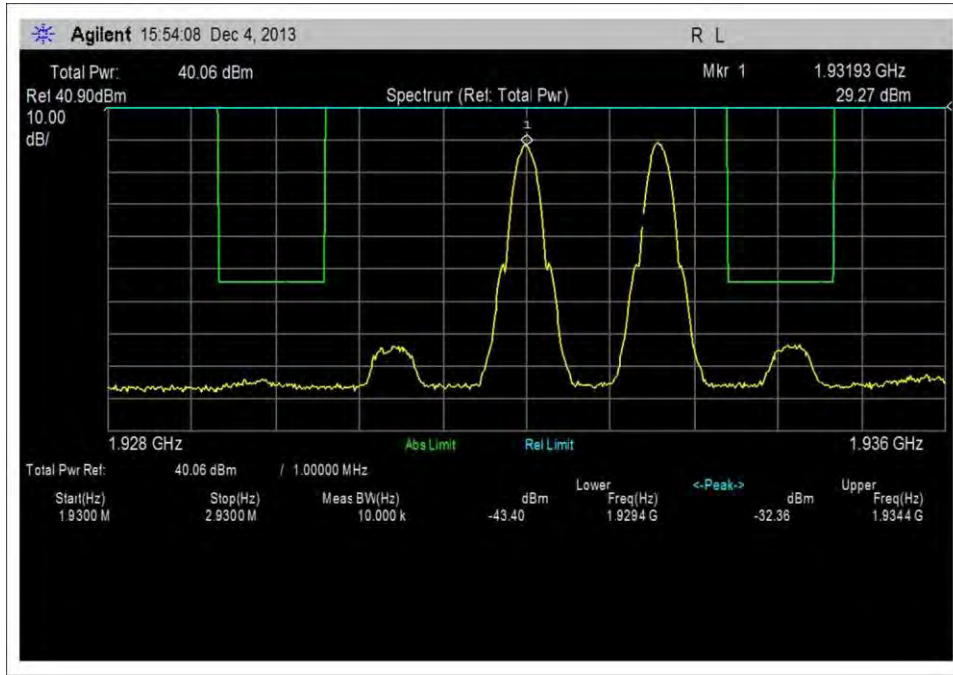 Agilent 15:54:08 Dec 4, 2013 R L
Total Pwr: 40.06 dBm Mkr 1 1.93193 GHz
Ref 40.90dBm Spectrum (Ref: Total Pwr) 29.27 dBm
10.00
dB/
1
1.928 GHz Abs Limit Rel Limit 1.936 GHz
Total Pwr Ref: 40.06 dBm / 1.00000 MHz
Lower <-Peak-> Upper
Start(Hz) Stop(Hz) Meas BW(Hz) dBm Freq(Hz) dBm Freq(Hz)
1.9300 M 2.9300 M 10.000 k -43.40 1.9294 G -32.36 1.9344 G